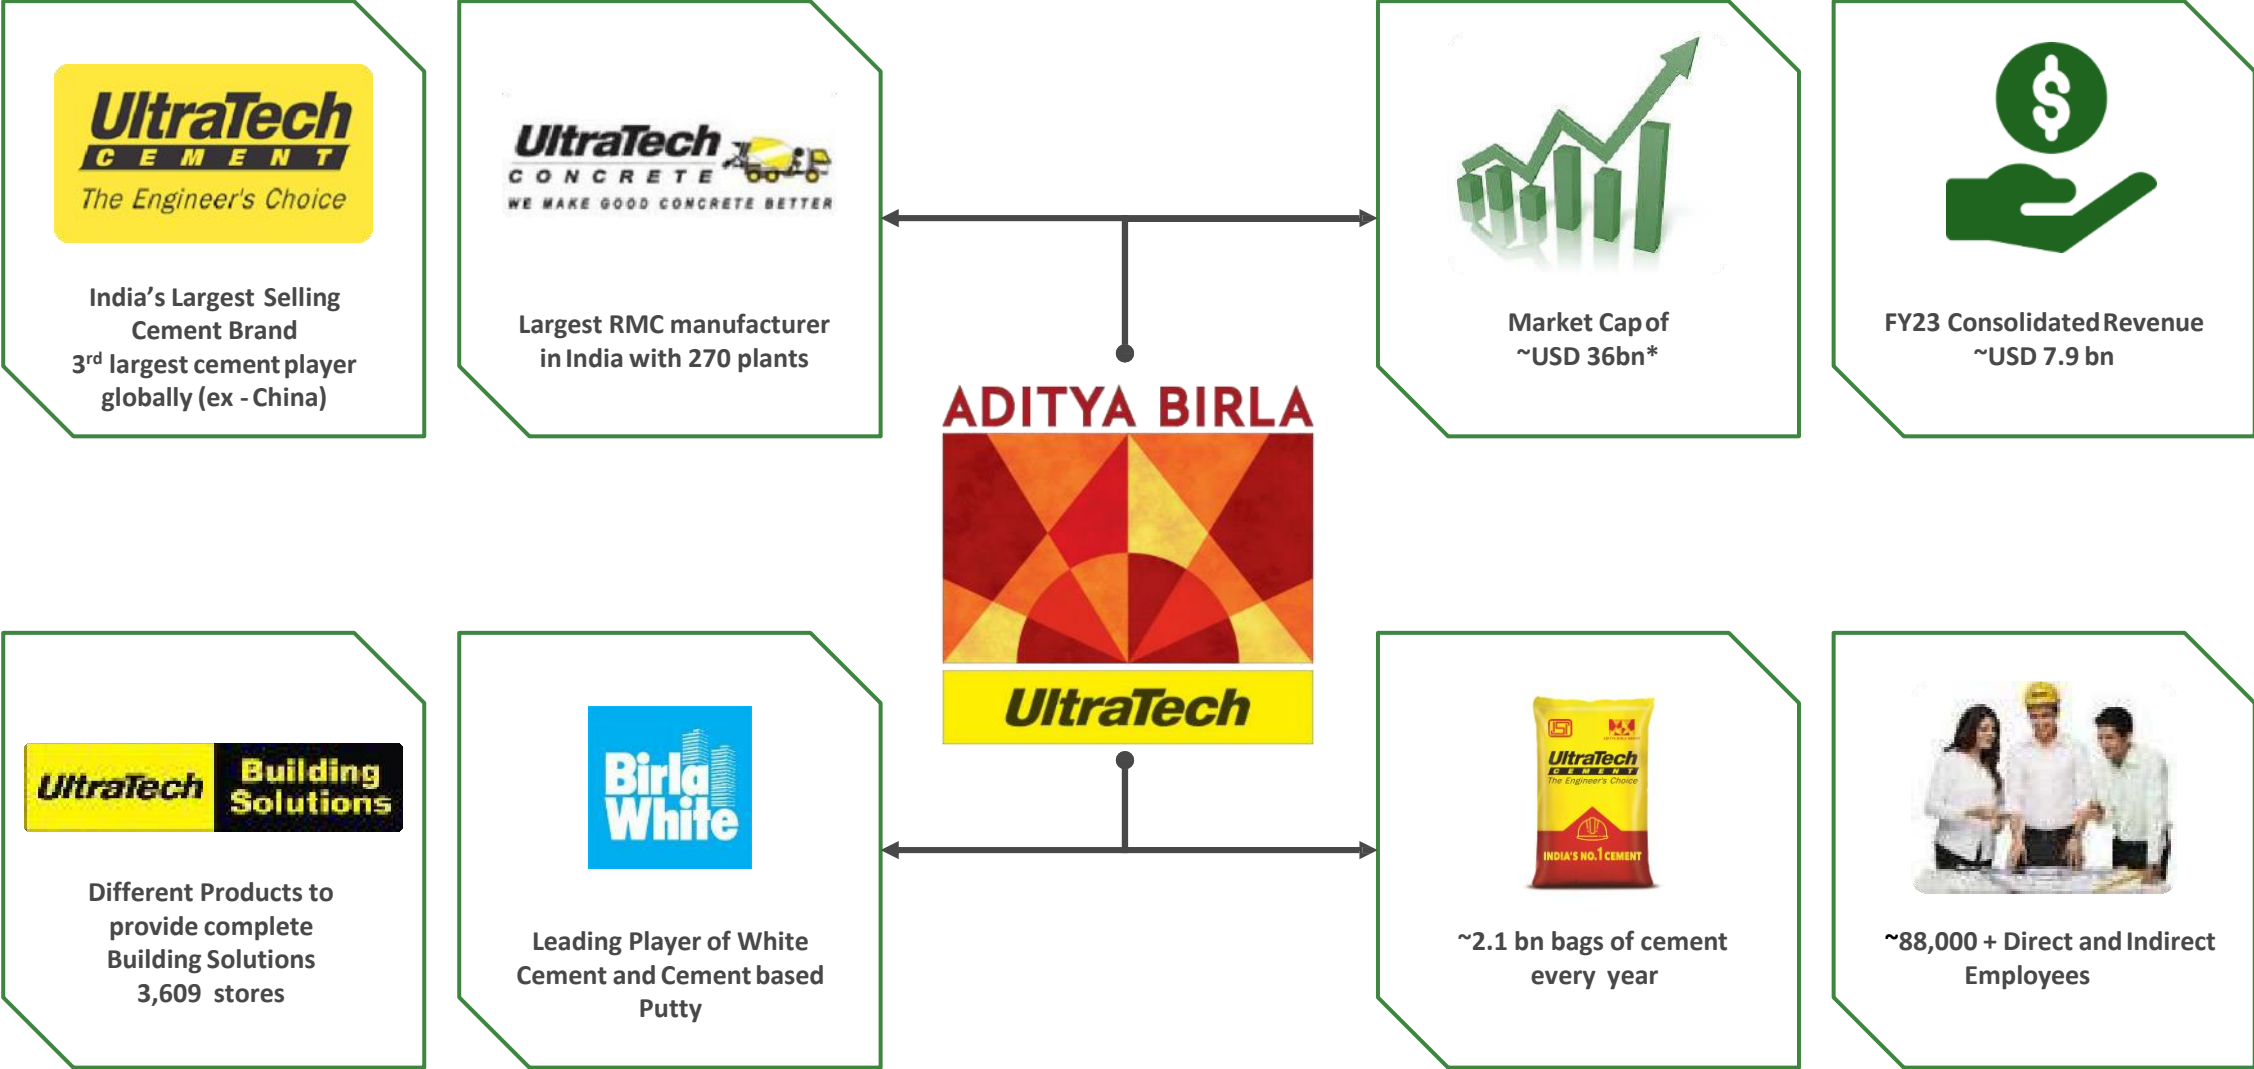 UltraTech
CEMENT
The Engineer's Choice
India's Largest Selling
Cement Brand
3rd largest cement player
globally (ex - China)
UltraTech
CONCRETE
WE MAKE GOOD CONCRETE BETTER
Largest RMC manufacturer
in India with 270 plants
Market Cap of
~USD 36bn*
$
FY23 Consolidated Revenue
~USD 7.9 bn
ADITYA BIRLA
UltraTech
UltraTech
Building
Solutions
Different Products to
provide complete
Building Solutions
3,609 stores
Birla
White
Leading Player of White
Cement and Cement based
Putty
UltraTech
CEMENT
The Engineer's Choice
INDIA'S NO.1 CEMENT
~2.1 bn bags of cement
every year
~88,000 + Direct and Indirect
Employees